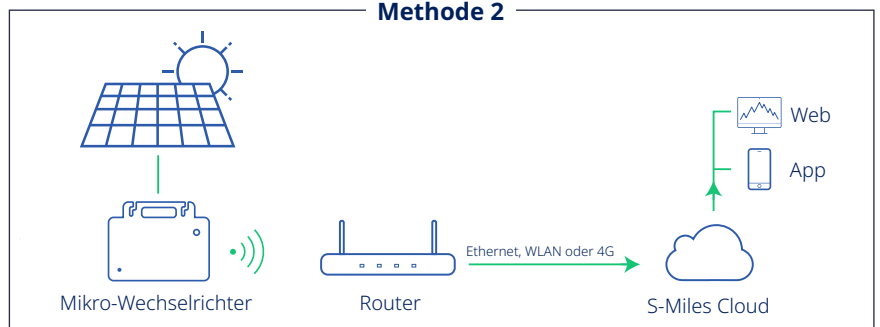 Methode 2
Web
App
Ethernet, WLAN oder 4G
Mikro-Wechselrichter
Router
S-Miles Cloud